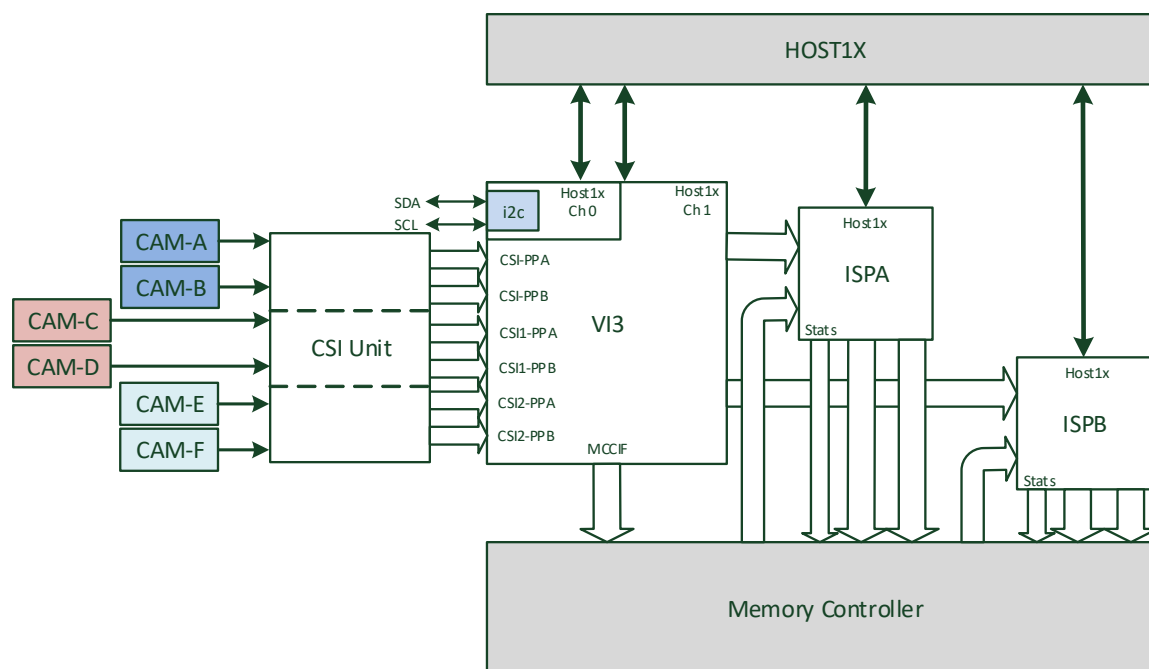 HOST1X
SDA
SCL
i2c
Host1x
Ch 0
Host1x
Ch 1
CAM-A
CAM-B
CAM-C
CAM-D
CAM-E
CAM-F
CSI Unit
CSI-PPA
CSI-PPB
CSI1-PPA
CSI1-PPB
CSI2-PPA
CSI2-PPB
VI3
MCCIF
Host1x
ISPA
Stats
Host1x
ISPB
Stats
Memory Controller